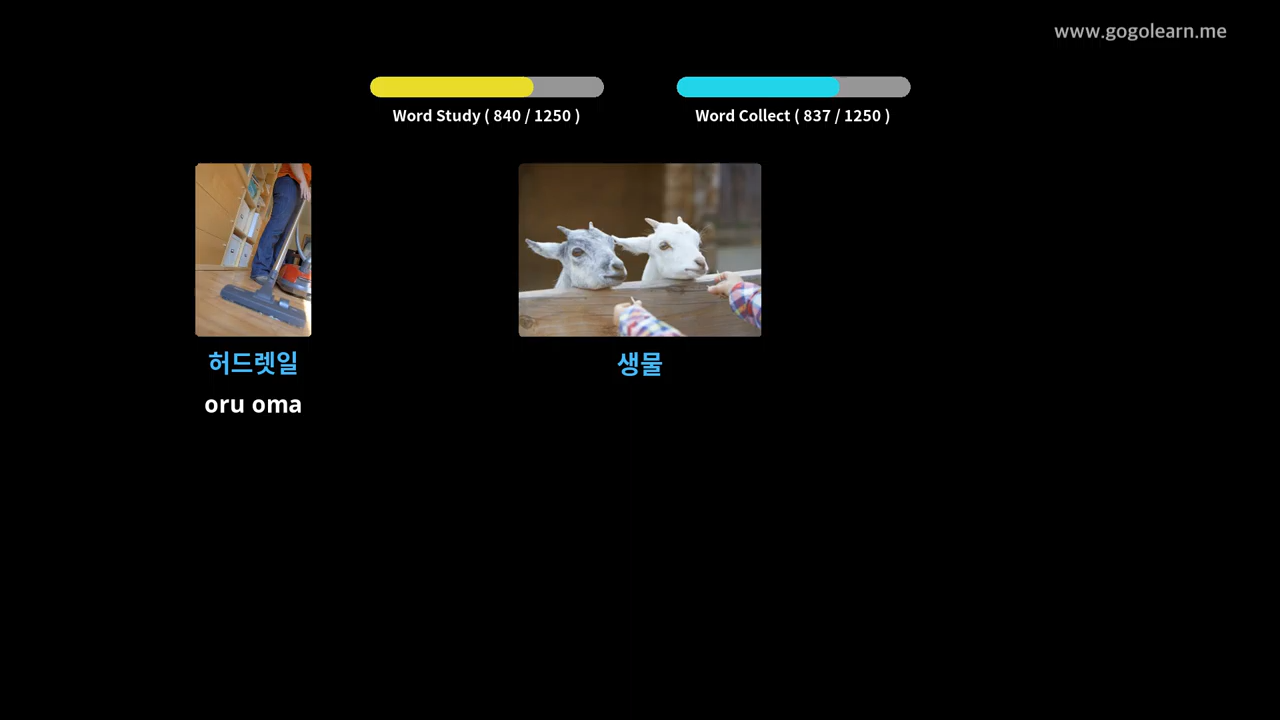 www.gogolearn.me
Word Study ( 840 / 1250 )
Word Collect ( 837 / 1250 )
허드렛일
생물
oru oma